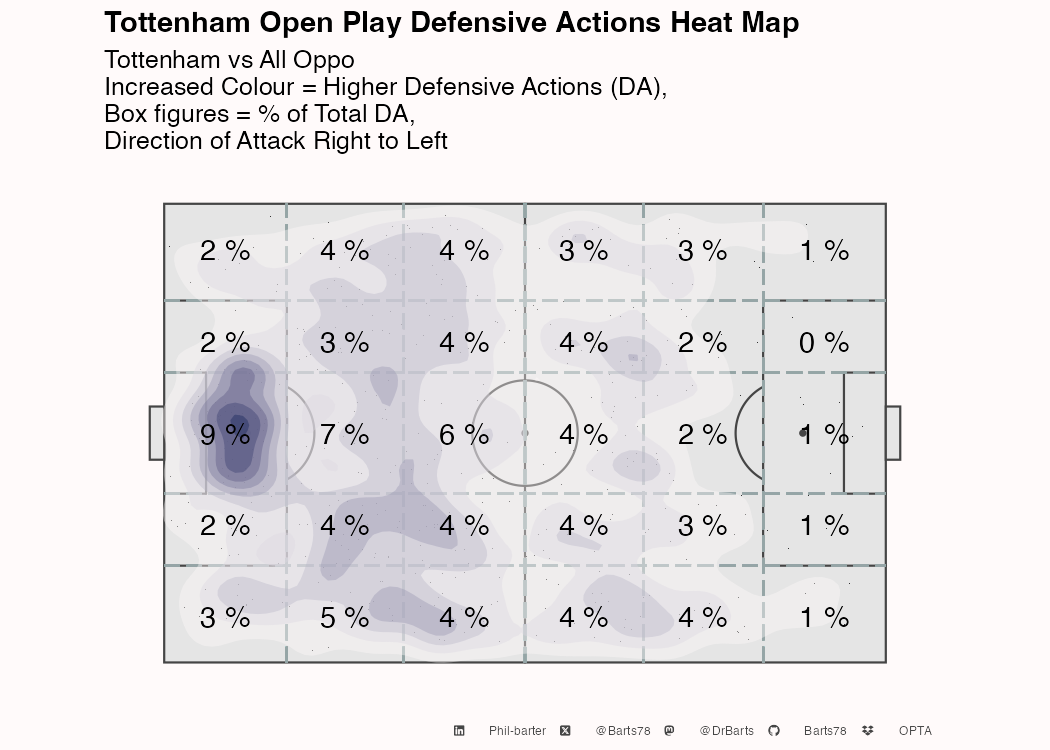 Tottenham Open Play Defensive Actions Heat Map
Tottenham vs All Oppo
Increased Colour = Higher Defensive Actions (DA),
Box figures = % of Total DA,
Direction of Attack Right to Left
2 % 4 % 4 % 3 % 3 % 1 %
2 % 3 % 4 % 4 % 2 % 0 %
9 % 7 % 6 % 4 % 2 % 1 %
2 % 4 % 4 % 4 % 3 % 1 %
3 % 5 % 4 % 4 % 4 % 1 %
Phil-barter @Barts78 @DrBarts Barts78 OPTA